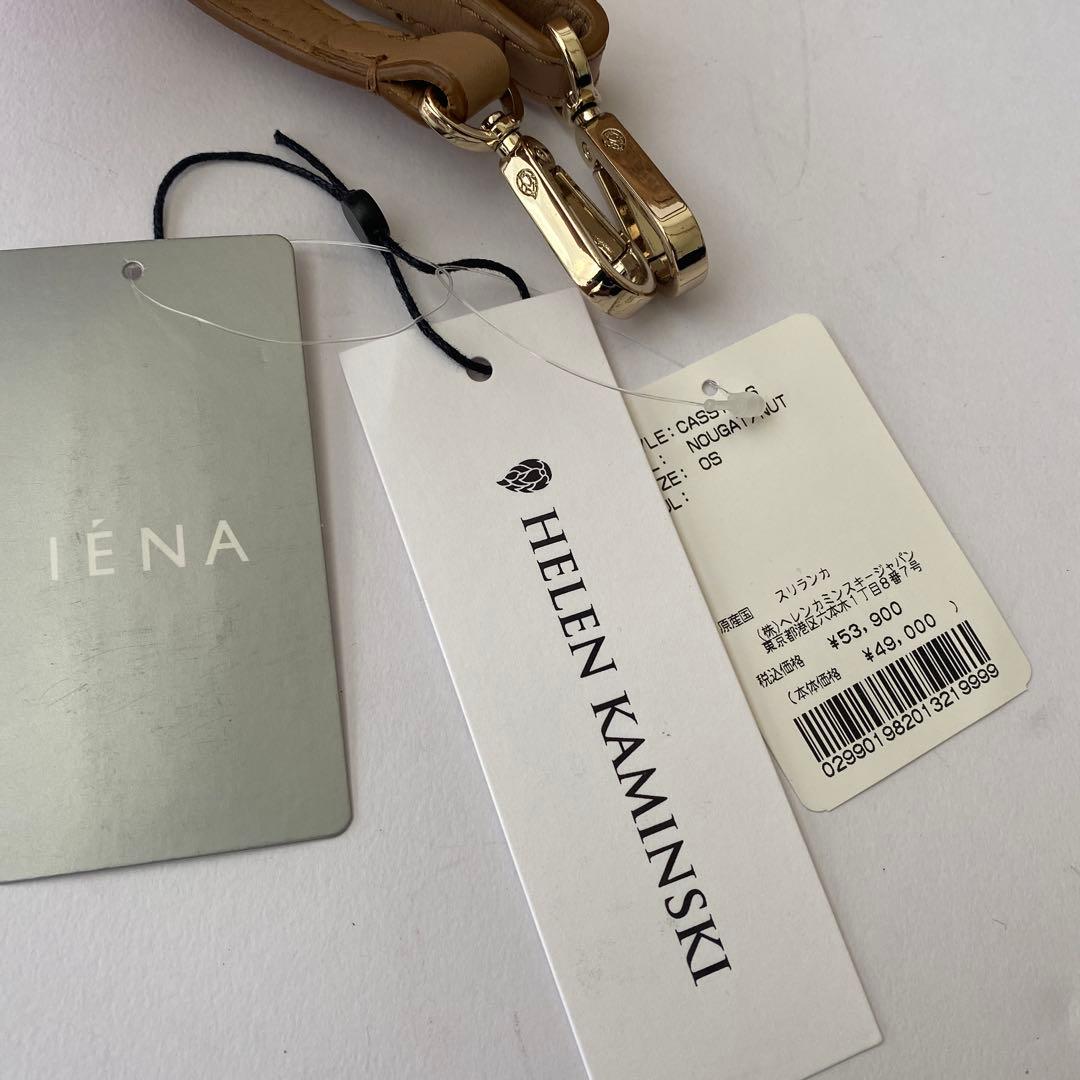 IÉNA
HELEN KAMINSKI
YLE: CASS S
L: NOUGAT/NUT
ZE: OS
OL:
原産国 スリランカ
(株)ヘレンカミンスキージャパン
東京都港区六本木1丁目8番7号
税込価格 ¥53,900
(本体価格 ¥49,000 )
029901982013219999